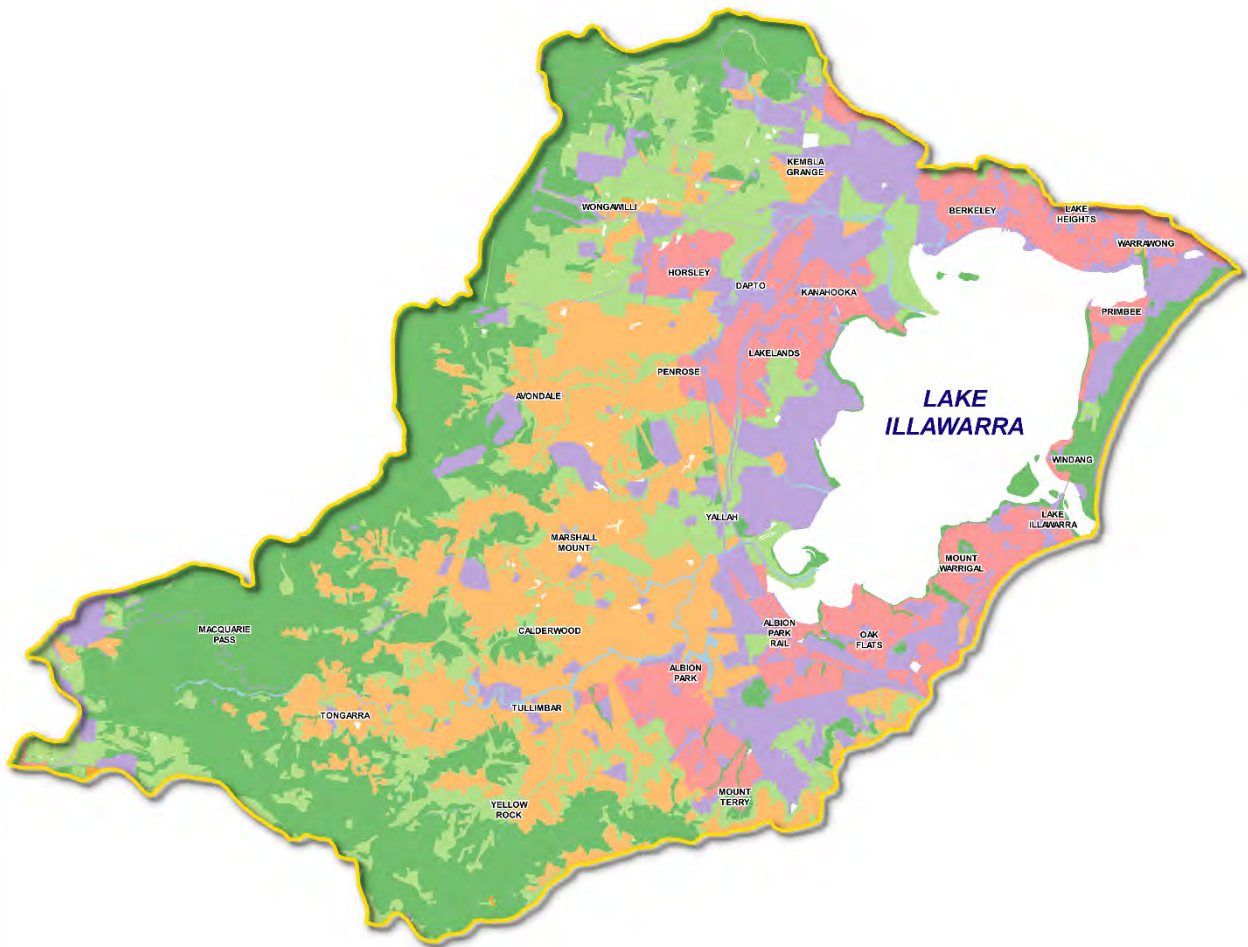 KEMBLA
GRANGE
WONGAWILLI
BERKELEY
LAKE
HEIGHTS
WARRAWONG
HORSLEY
DAPTO
KANAHOOKA
PRIMBEE
LAKELANDS
PENROSE
AVONDALE
LAKE
ILLAWARRA
WINDANG
YALLAH
LAKE
ILLAWARRA
MARSHALL
MOUNT
MOUNT
WARRIGAL
MACQUARIE
PASS
CALDERWOOD
ALBION
PARK
RAIL
OAK
FLATS
ALBION
PARK
TONGARRA
TULLIMBAR
YELLOW
ROCK
MOUNT
TERRY